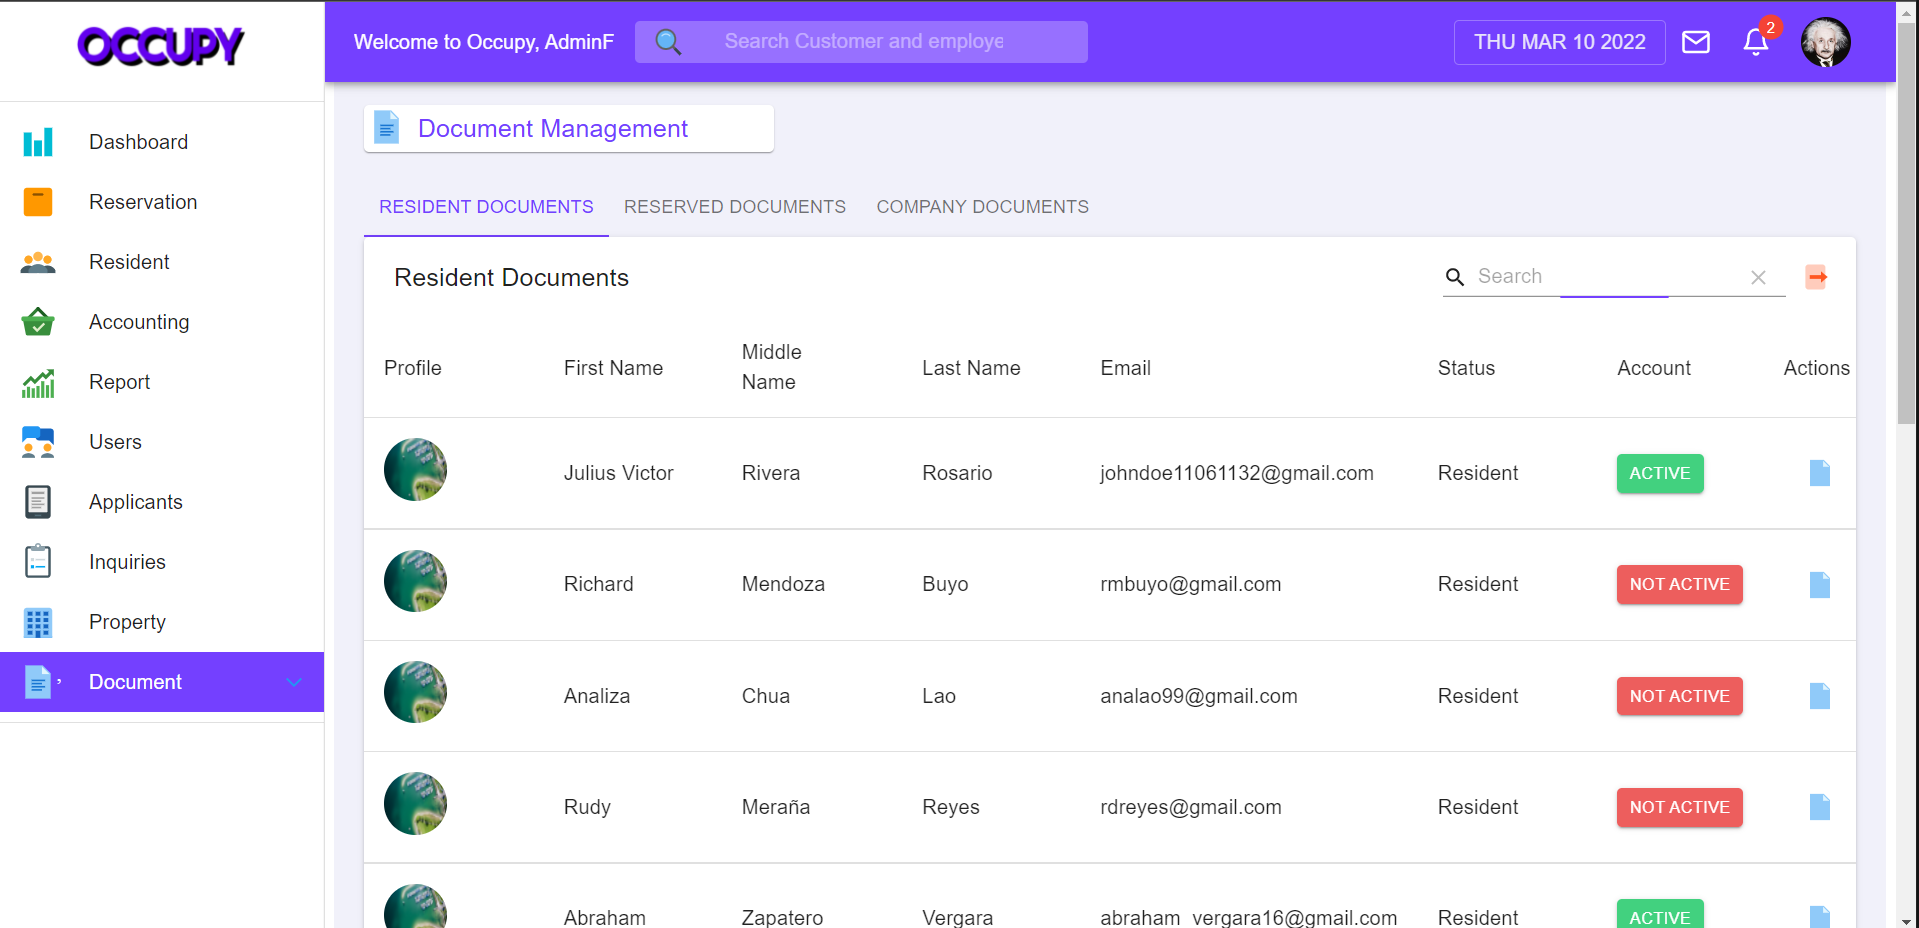 OCCUPY
Welcome to Occupy, AdminF
Search Customer and employe
THU MAR 10 2022
2
Dashboard
Reservation
Resident
Accounting
Report
Users
Applicants
Inquiries
Property
Document
Document Management
RESIDENT DOCUMENTS
RESERVED DOCUMENTS
COMPANY DOCUMENTS
Resident Documents
Search
Profile
First Name
Middle
Name
Last Name
Email
Status
Account
Actions
Julius Victor
Rivera
Rosario
johndoe11061132@gmail.com
Resident
ACTIVE
Richard
Mendoza
Buyo
rmbuyo@gmail.com
Resident
NOT ACTIVE
Analiza
Chua
Lao
analao99@gmail.com
Resident
NOT ACTIVE
Rudy
Meraña
Reyes
rdreyes@gmail.com
Resident
NOT ACTIVE
Abraham
Zapatero
Vergara
abraham_vergara16@gmail.com
Resident
ACTIVE